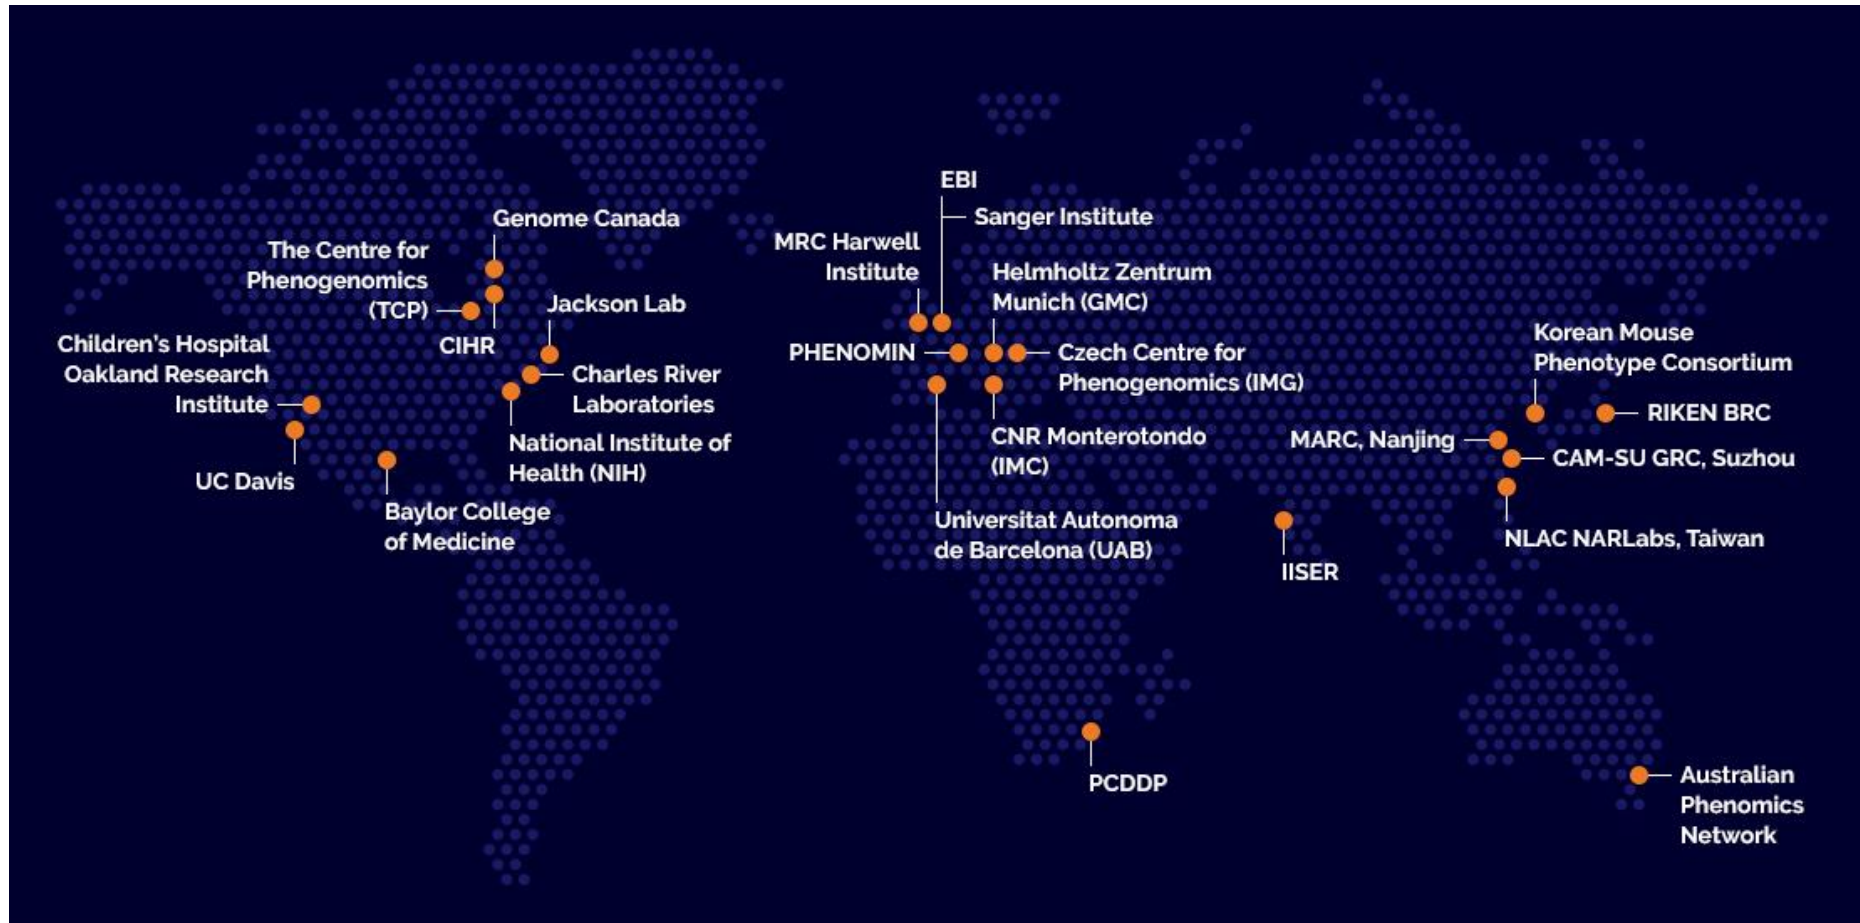 EBI
Sanger Institute
Genome Canada
MRC Harwell
Institute
The Centre for
Phenogenomics
(TCP)
Helmholtz Zentrum
Munich (GMC)
Jackson Lab
CIHR
Children's Hospital
Oakland Research
Institute
PHENOMIN
Czech Centre for
Phenogenomics (IMG)
Korean Mouse
Phenotype Consortium
Charles River
Laboratories
RIKEN BRC
National Institute of
Health (NIH)
CNR Monterotondo
(IMC)
MARC, Nanjing
CAM-SU GRC, Suzhou
UC Davis
Baylor College
of Medicine
Universitat Autonoma
de Barcelona (UAB)
NLAC NARLabs, Taiwan
IISER
PCDDP
Australian
Phenomics
Network